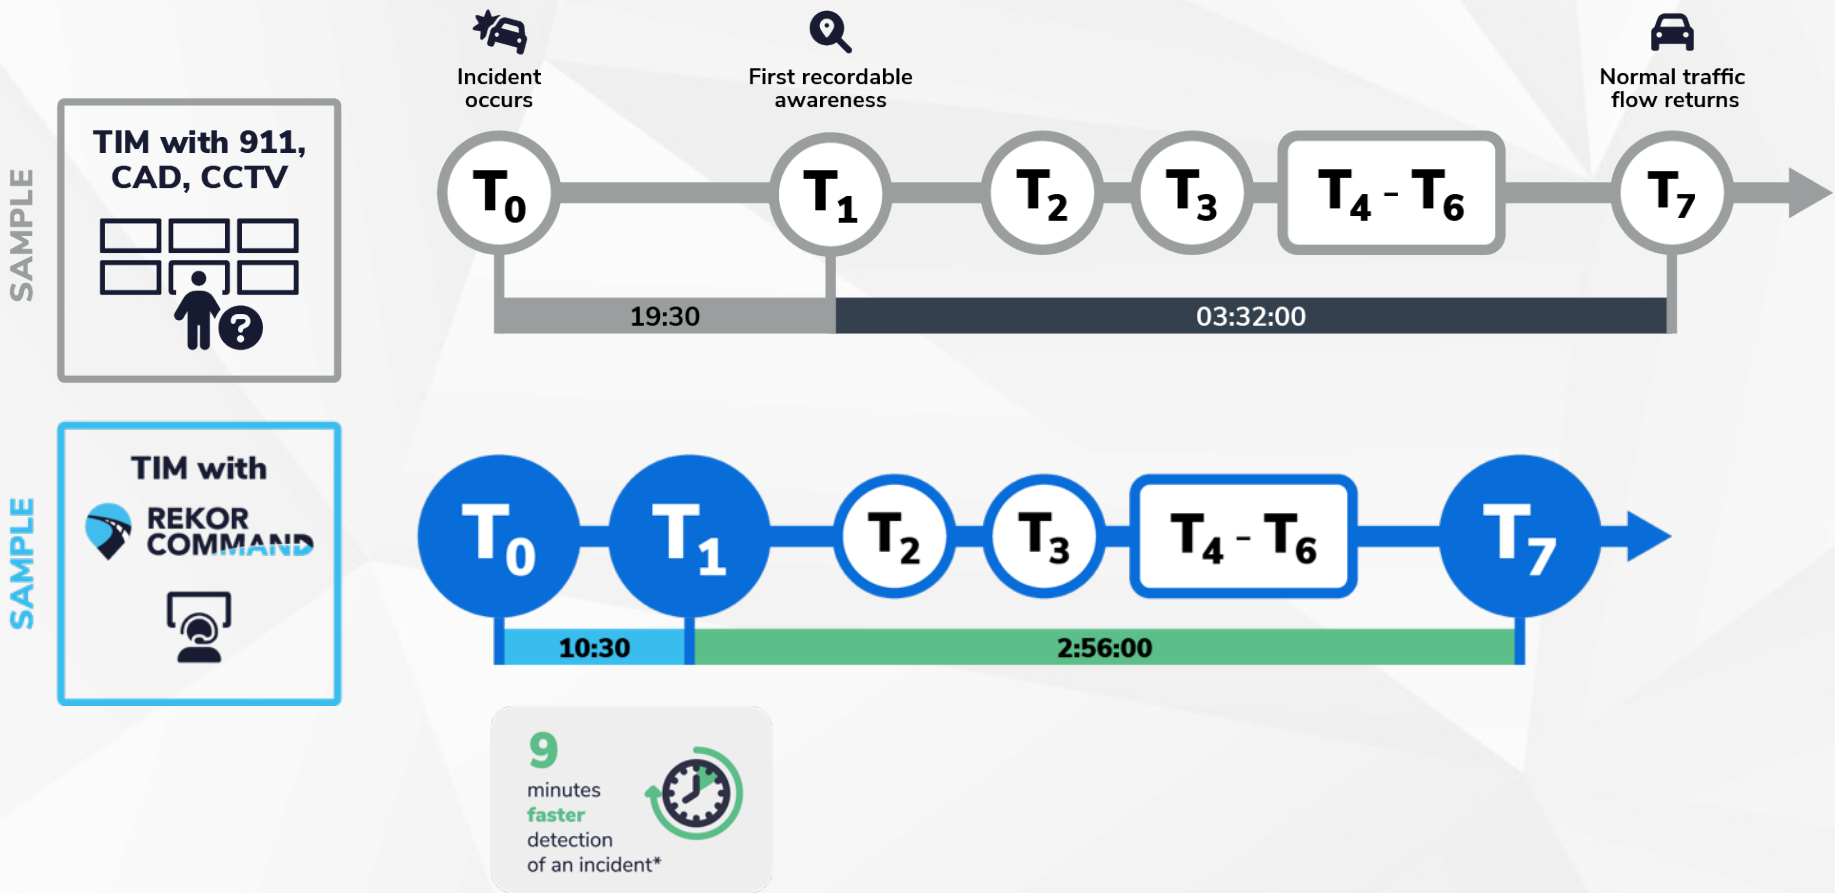 Incident
occurs
First recordable
awareness
Normal traffic
flow returns
SAMPLE
TIM with 911,
CAD, CCTV
?
T0
T1
T2
T3
T4 - T6
T7
19:30
03:32:00
SAMPLE
TIM with
REKOR
COMMAND
T0
T1
T2
T3
T4 - T6
T7
10:30
2:56:00
9
minutes
faster
detection
of an incident*